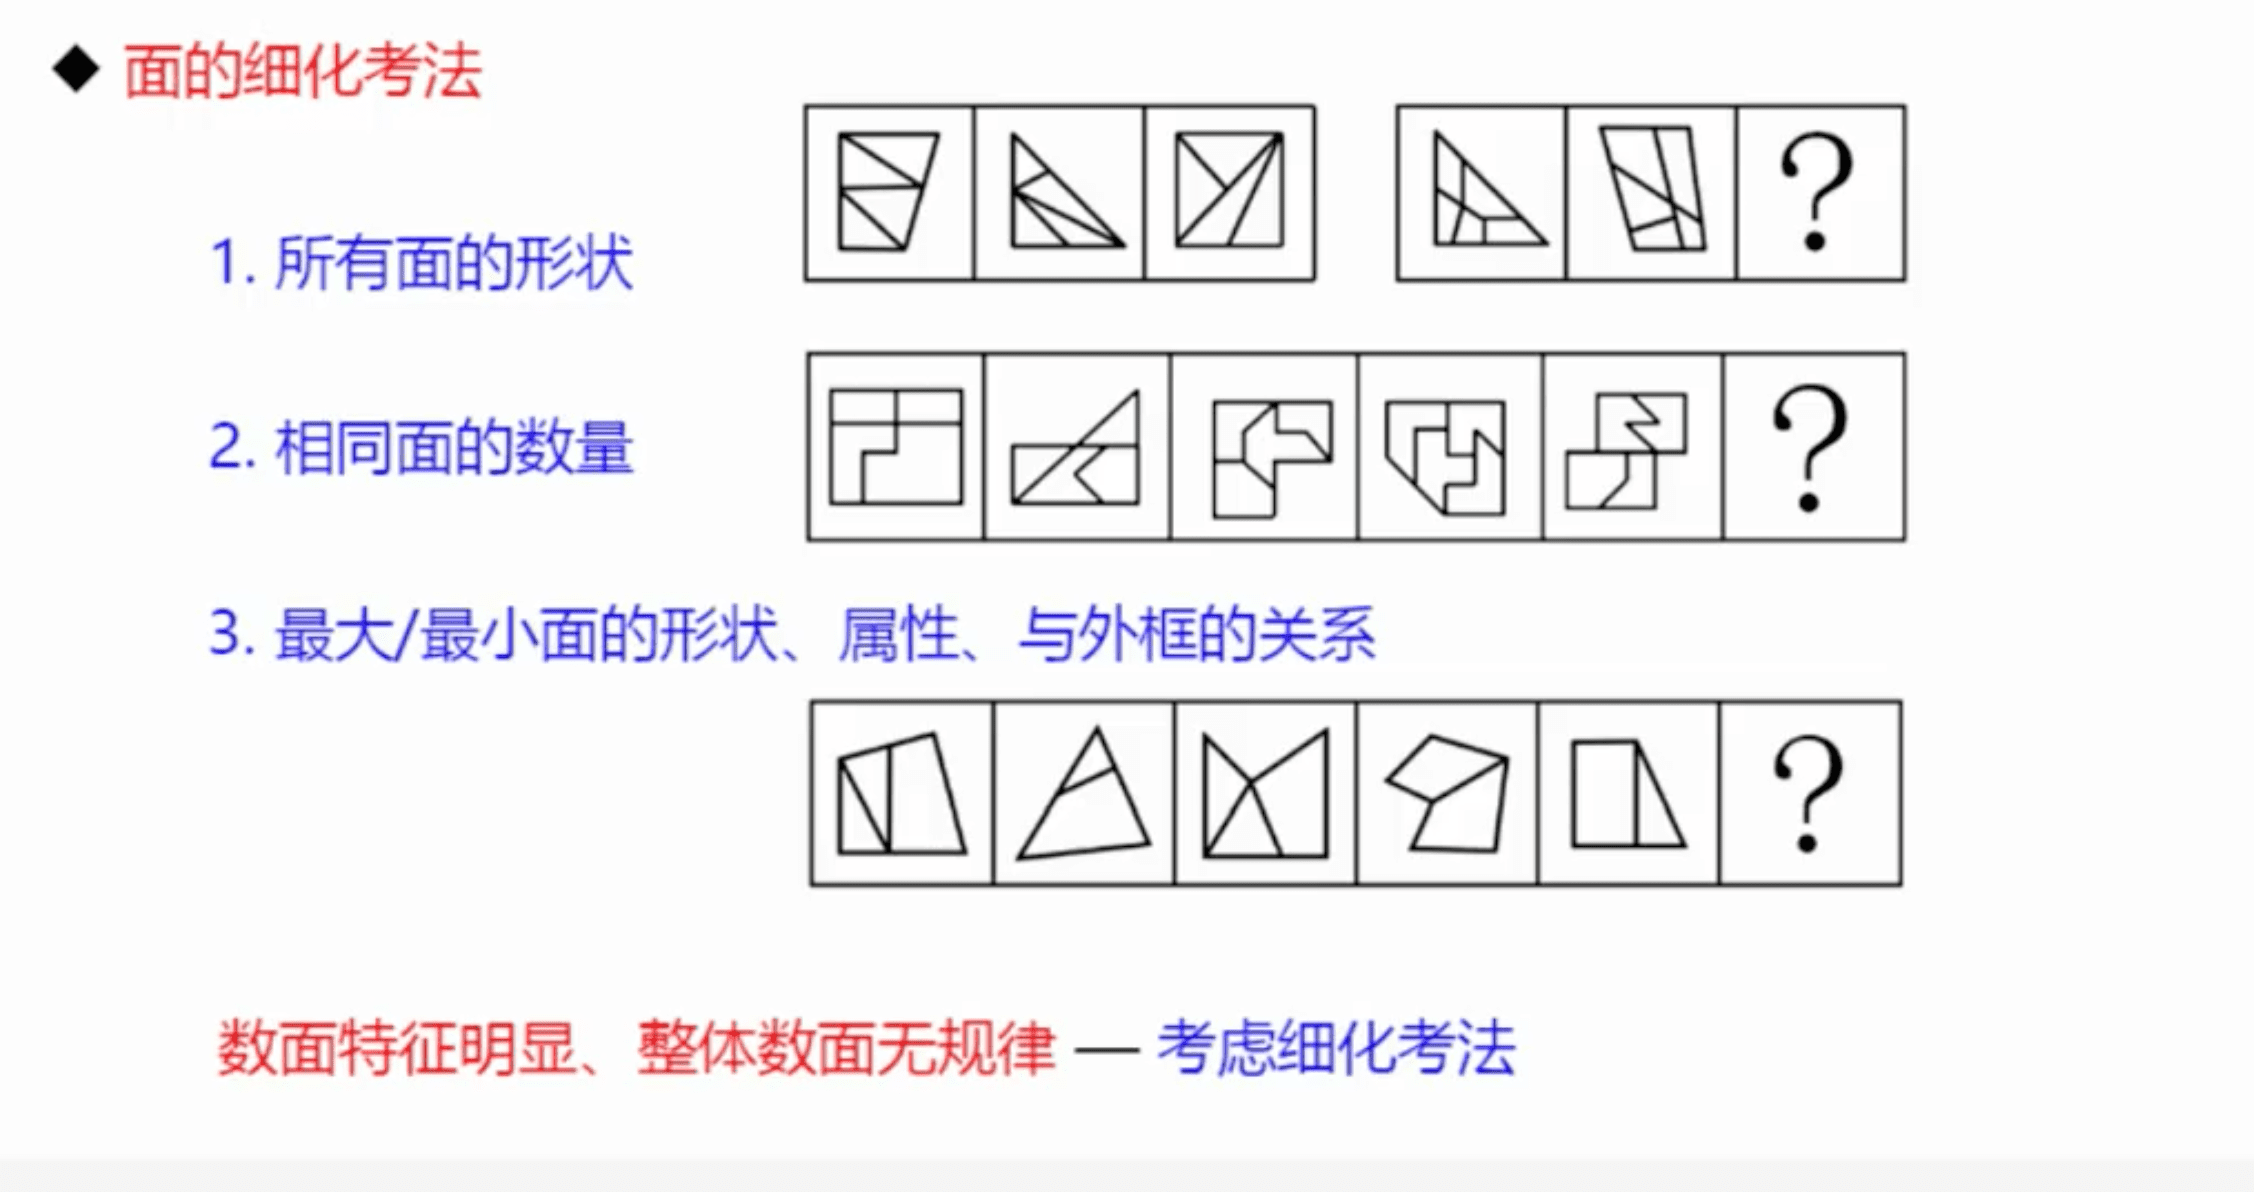 ◆ 面的细化考法
1. 所有面的形状
?
2. 相同面的数量
?
3. 最大/最小面的形状、属性、与外框的关系
?
数面特征明显、整体数面无规律 — 考虑细化考法